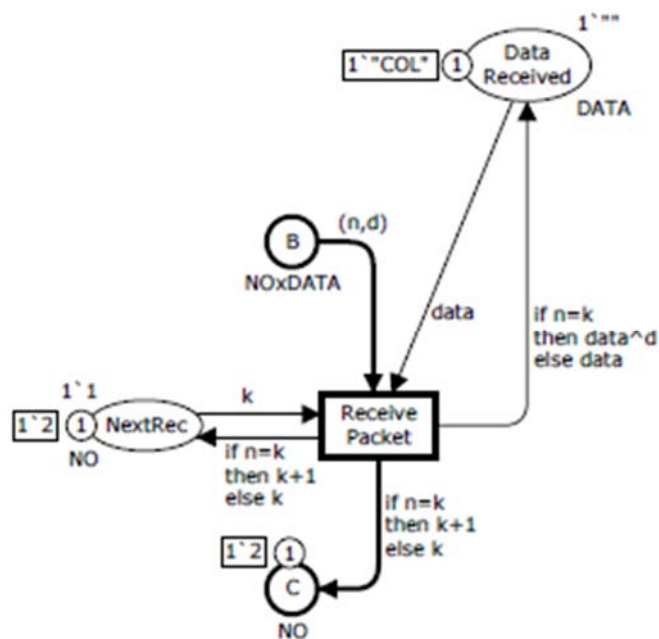 1`""
1`"COL"
1
Data
Received
DATA
(n,d)
B
NOxDATA
data
if n=k
then data^d
else data
1`1
k
1`2
1
NextRec
Receive
Packet
NO
if n=k
then k+1
else k
if n=k
then k+1
else k
1`2
1
C
NO